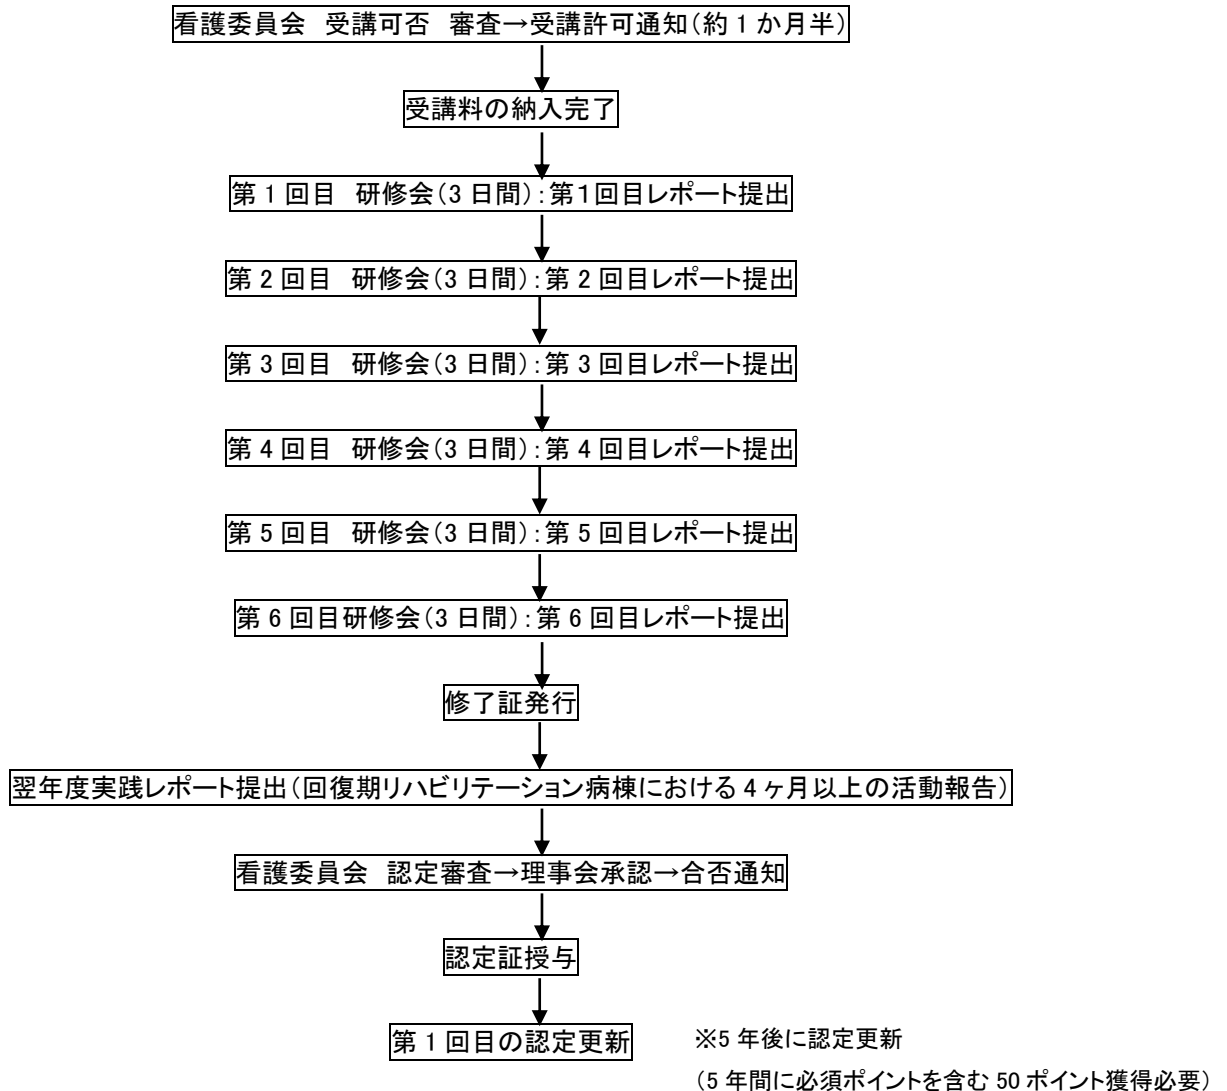 看護委員会　受講可否　審査→受講許可通知(約 1 か月半)
受講料の納入完了
第 1 回目　研修会(3 日間):第1回目レポート提出
第 2 回目　研修会(3 日間):第 2 回目レポート提出
第 3 回目　研修会(3 日間):第 3 回目レポート提出
第 4 回目　研修会(3 日間):第 4 回目レポート提出
第 5 回目　研修会(3 日間):第 5 回目レポート提出
第 6 回目研修会(3 日間):第 6 回目レポート提出
修了証発行
翌年度実践レポート提出(回復期リハビリテーション病棟における 4 ヶ月以上の活動報告)
看護委員会　認定審査→理事会承認→合否通知
認定証授与
第 1 回目の認定更新
※5 年後に認定更新
(5 年間に必須ポイントを含む 50 ポイント獲得必要)